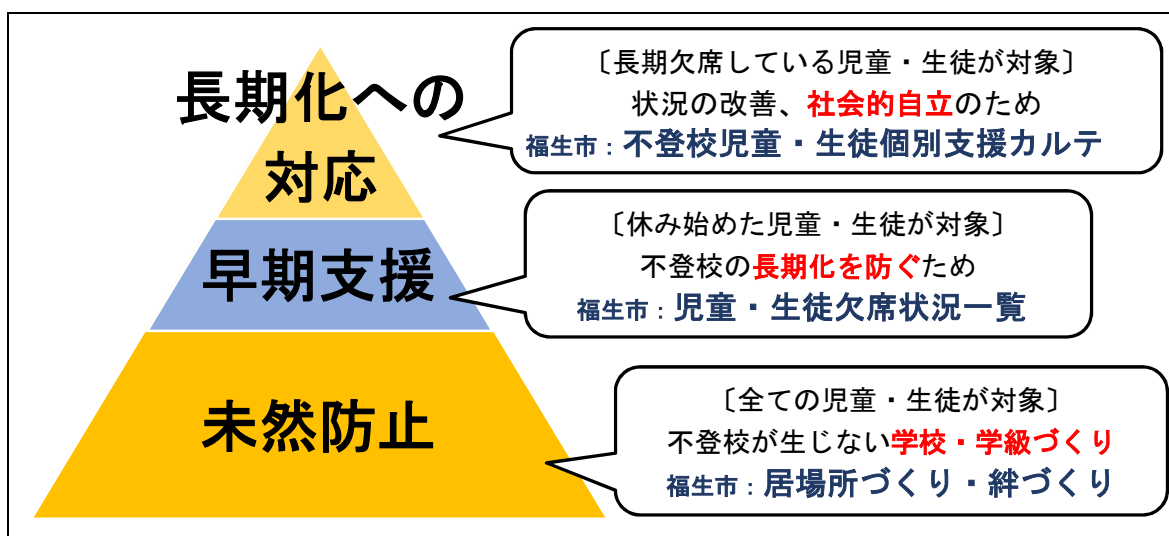 長期化への
対応
〔長期欠席している児童・生徒が対象〕
状況の改善、社会的自立のため
福生市：不登校児童・生徒個別支援カルテ
早期支援
〔休み始めた児童・生徒が対象〕
不登校の長期化を防ぐため
福生市：児童・生徒欠席状況一覧
未然防止
〔全ての児童・生徒が対象〕
不登校が生じない学校・学級づくり
福生市：居場所づくり・絆づくり